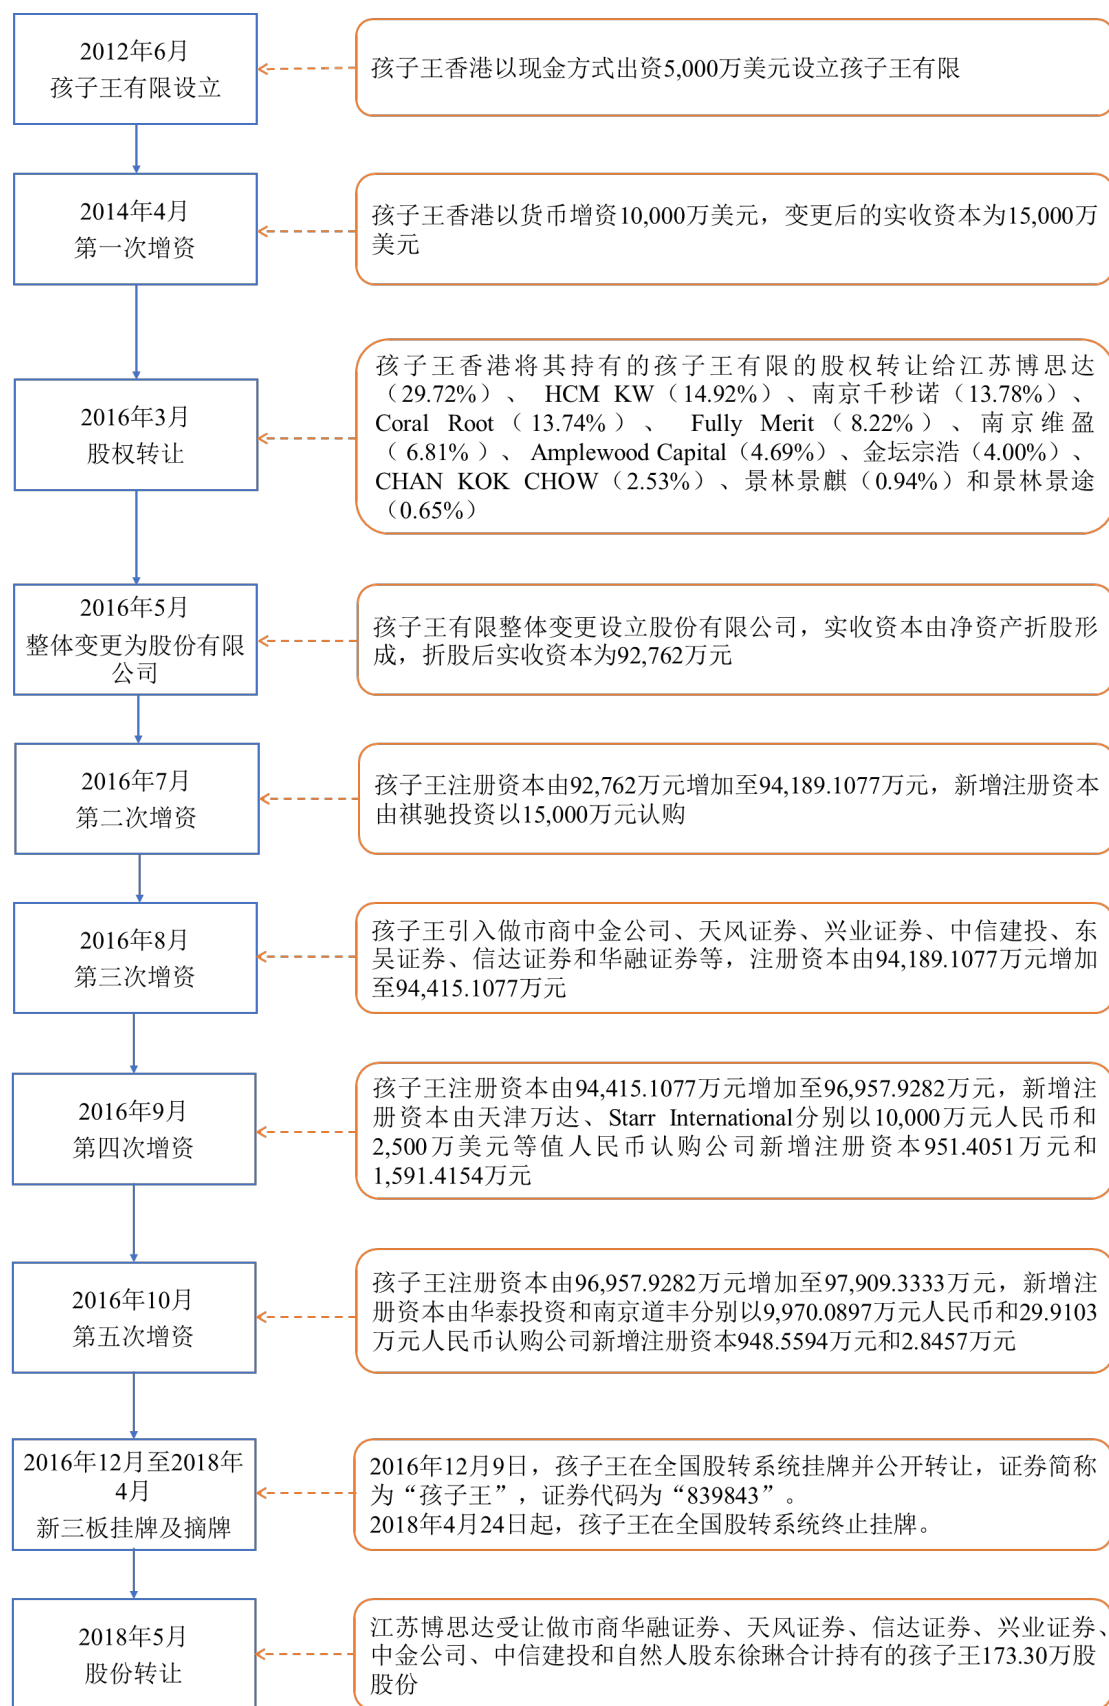 2012年6月
孩子王有限设立
孩子王香港以现金方式出资5,000万美元设立孩子王有限
2014年4月
第一次增资
孩子王香港以货币增资10,000万美元，变更后的实收资本为15,000万
美元
2016年3月
股权转让
孩子王香港将其持有的孩子王有限的股权转让给江苏博思达
（29.72%）、 HCM KW（14.92%）、南京千秒诺（13.78%）、
Coral Root（13.74%）、 Fully Merit（8.22%）、南京维盈
（6.81%）、Amplewood Capital（4.69%）、金坛宗浩（4.00%）、
CHAN KOK CHOW（2.53%）、景林景麒（0.94%）和景林景途
（0.65%）
2016年5月
整体变更为股份有限
公司
孩子王有限整体变更设立股份有限公司，实收资本由净资产折股形
成，折股后实收资本为92,762万元
2016年7月
第二次增资
孩子王注册资本由92,762万元增加至94,189.1077万元，新增注册资本
由祺驰投资以15,000万元认购
2016年8月
第三次增资
孩子王引入做市商中金公司、天风证券、兴业证券、中信建投、东
吴证券、信达证券和华融证券等，注册资本由94,189.1077万元增加
至94,415.1077万元
2016年9月
第四次增资
孩子王注册资本由94,415.1077万元增加至96,957.9282万元，新增注
册资本由天津万达、Starr International分别以10,000万元人民币和
2,500万美元等值人民币认购公司新增注册资本951.4051万元和
1,591.4154万元
2016年10月
第五次增资
孩子王注册资本由96,957.9282万元增加至97,909.3333万元，新增注
册资本由华泰投资和南京道丰分别以9,970.0897万元人民币和29.9103
万元人民币认购公司新增注册资本948.5594万元和2.8457万元
2016年12月至2018年
4月
新三板挂牌及摘牌
2016年12月9日，孩子王在全国股转系统挂牌并公开转让，证券简称
为“孩子王”，证券代码为“839843”。
2018年4月24日起，孩子王在全国股转系统终止挂牌。
2018年5月
股份转让
江苏博思达受让做市商华融证券、天风证券、信达证券、兴业证券、
中金公司、中信建投和自然人股东徐琳合计持有的孩子王173.30万股
股份